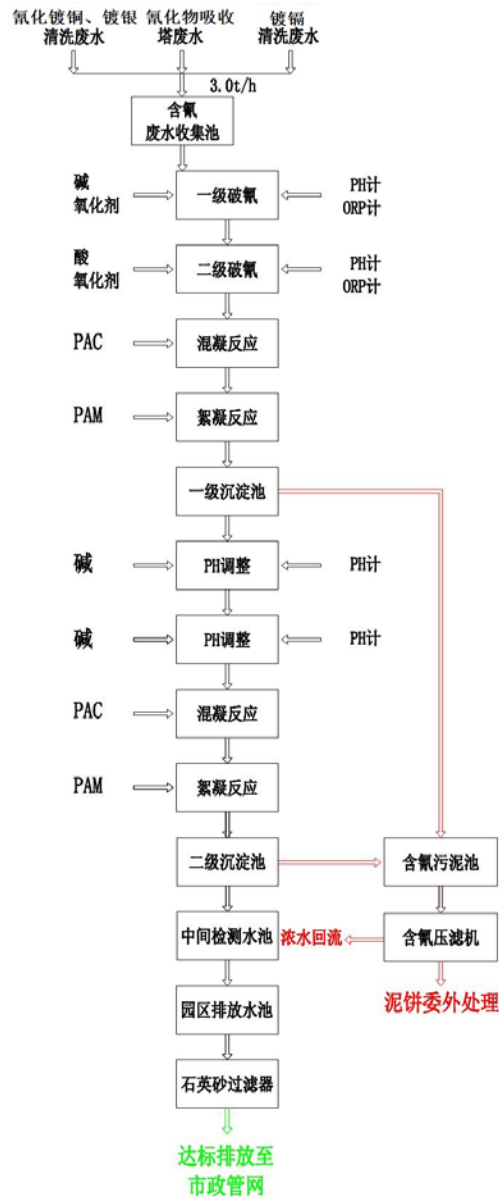 氰化镀铜、镀银
清洗废水
氰化物吸收
塔废水
镀镉
清洗废水
3.0t/h
含氰
废水收集池
碱
氧化剂
一级破氰
PH计
ORP计
酸
氧化剂
二级破氰
PH计
ORP计
PAC
混凝反应
PAM
絮凝反应
一级沉淀池
碱
PH调整
PH计
碱
PH调整
PH计
PAC
混凝反应
PAM
絮凝反应
二级沉淀池
含氰污泥池
中间检测水池
浓水回流
含氰压滤机
园区排放水池
泥饼委外处理
石英砂过滤器
达标排放至
市政管网